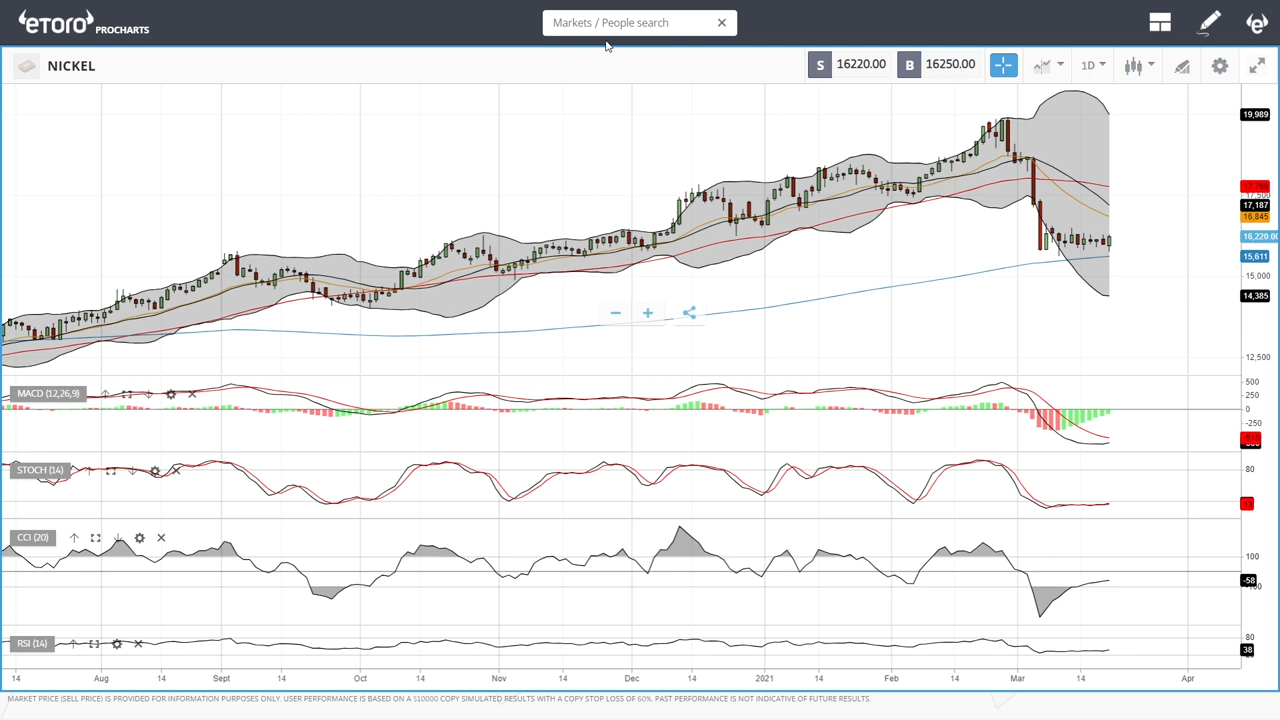 etoro PROCHARTS
Markets / People search
NICKEL
S 16220.00 B 16250.00
1D
19,989
17,187
16,845
16,220.00
15,611
15,000
14,385
12,500
MACD (12,26,9)
500
250
0
-250
STOCH (14)
80
CCI (20)
100
-58
RSI (14)
80
38
14 Aug 14 Sept 14 Oct 14 Nov 14 Dec 14 2021 14 Feb 14 Mar 14 Apr
MARKET PRICE (SELL PRICE) IS PROVIDED FOR INFORMATION PURPOSES ONLY. USER PERFORMANCE IS BASED ON A $10000 COPY SIMULATED RESULTS WITH A COPY STOP LOSS OF 60%. PAST PERFORMANCE IS NOT INDICATIVE OF FUTURE RESULTS.